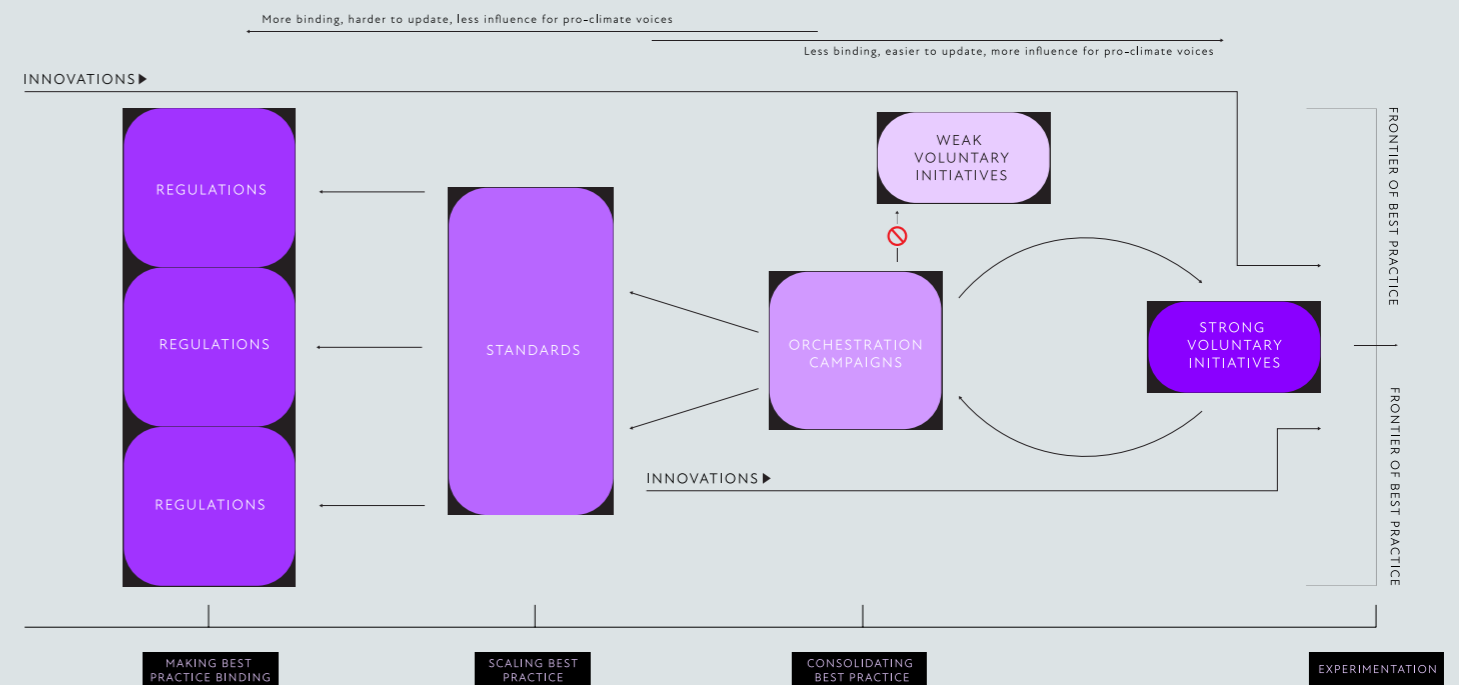 More binding, harder to update, less influence for pro-climate voices
Less binding, easier to update, more influence for pro-climate voices
INNOVATIONS
REGULATIONS
REGULATIONS
REGULATIONS
STANDARDS
WEAK
VOLUNTARY
INITIATIVES
ORCHESTRATION
CAMPAIGNS
STRONG
VOLUNTARY
INITIATIVES
INNOVATIONS
FRONTIER OF BEST PRACTICE
FRONTIER OF BEST PRACTICE
MAKING BEST
PRACTICE BINDING
SCALING BEST
PRACTICE
CONSOLIDATING
BEST PRACTICE
EXPERIMENTATION